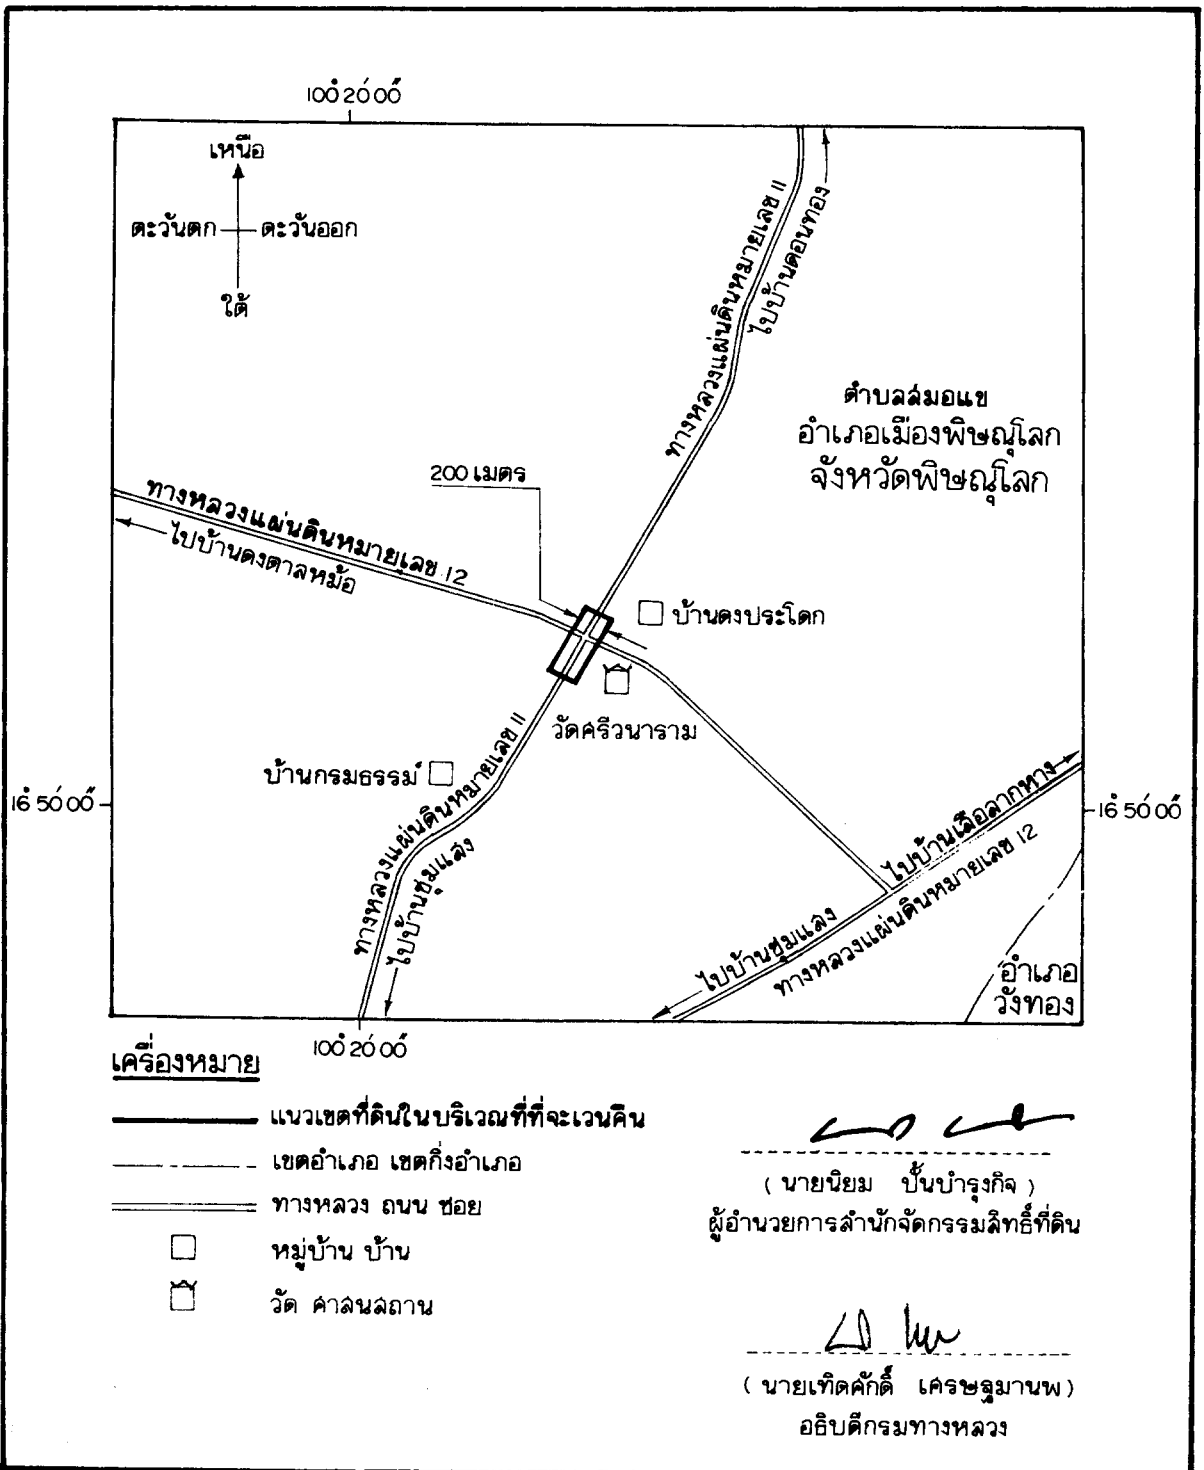 100°20′00″
เหนือ
ตะวันตก ตะวันออก
ใต้
ทางหลวงแผ่นดินหมายเลข 11
ไปบ้านดอนทอง
ตำบลสมอแข
อำเภอเมืองพิษณุโลก
จังหวัดพิษณุโลก
200 เมตร
ทางหลวงแผ่นดินหมายเลข 12
ไปบ้านดงตาลหม้อ
บ้านดงประโดก
วัดศรีวนาราม
บ้านกรมธรรม์
ทางหลวงแผ่นดินหมายเลข 11
ไปบ้านชุมแสง
16°50′00″
16°50′00″
ไปบ้านเสือลากหาง
ทางหลวงแผ่นดินหมายเลข 12
ไปบ้านชุมแสง
อำเภอ
วังทอง
100°20′00″
เครื่องหมาย
แนวเขตที่ดินในบริเวณที่ที่จะเวนคืน
เขตอำเภอ เขตกิ่งอำเภอ
ทางหลวง ถนน ซอย
หมู่บ้าน บ้าน
วัด ศาสนสถาน
( นายนิยม ปั้นบำรุงกิจ )
ผู้อำนวยการสำนักจัดกรรมสิทธิ์ที่ดิน
( นายเทิดศักดิ์ เศรษฐมานพ )
อธิบดีกรมทางหลวง